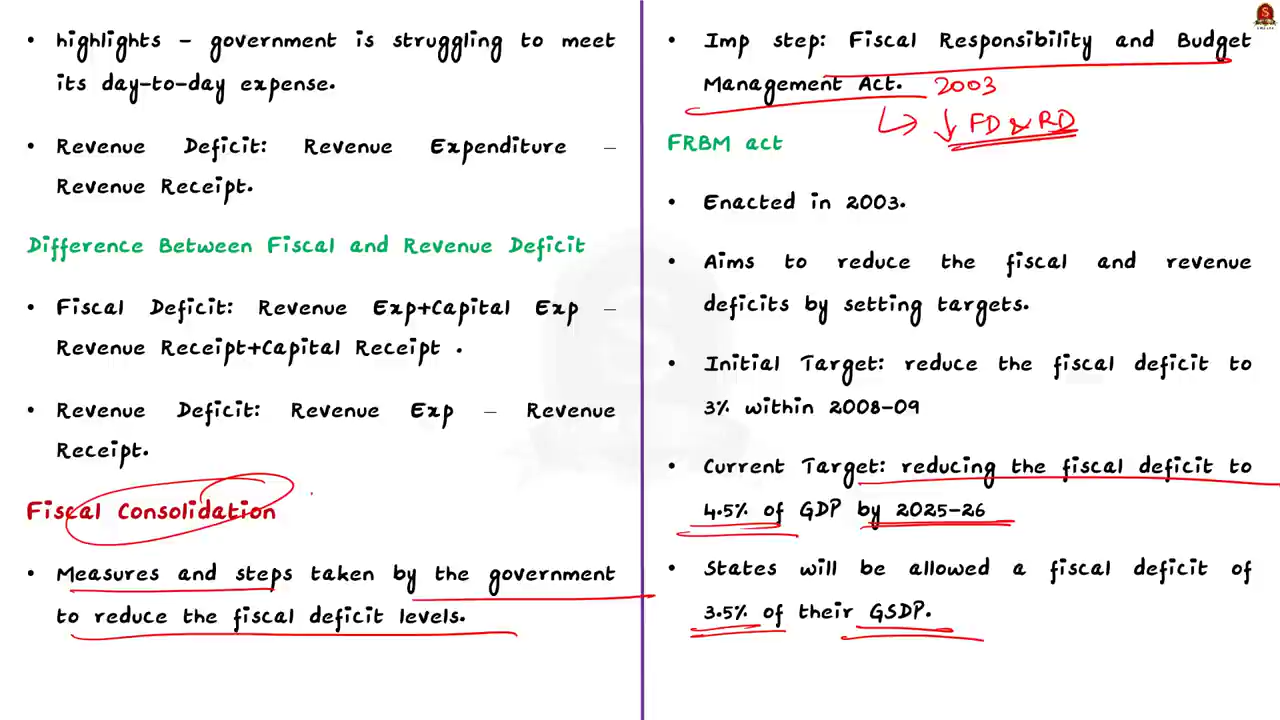 • highlights – government is struggling to meet
its day-to-day expense.
• Revenue Deficit: Revenue Expenditure –
Revenue Receipt.
Difference Between Fiscal and Revenue Deficit
• Fiscal Deficit: Revenue Exp+Capital Exp –
Revenue Receipt+Capital Receipt .
• Revenue Deficit: Revenue Exp – Revenue
Receipt.
Fiscal Consolidation
• Measures and steps taken by the government
to reduce the fiscal deficit levels.
• Imp step: Fiscal Responsibility and Budget
Management Act. 2003
↳ ↓ FD & RD
FRBM act
• Enacted in 2003.
• Aims to reduce the fiscal and revenue
deficits by setting targets.
• Initial Target: reduce the fiscal deficit to
3% within 2008-09
• Current Target: reducing the fiscal deficit to
4.5% of GDP by 2025-26
• States will be allowed a fiscal deficit of
3.5% of their GSDP.